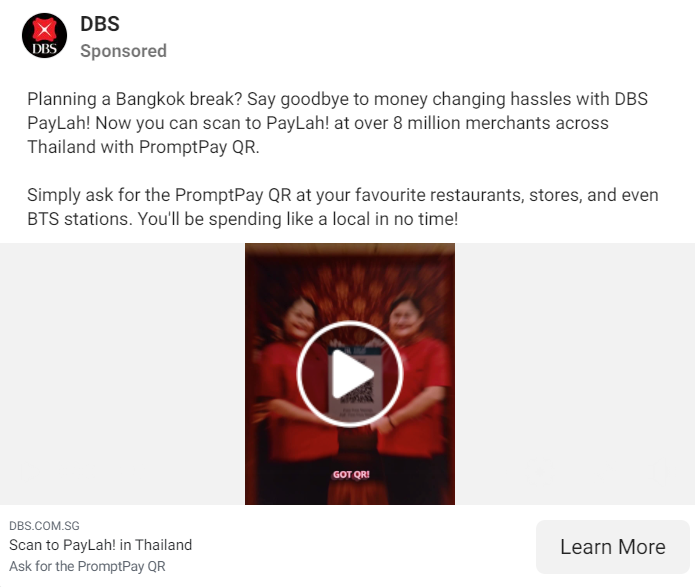 DBS
DBS
Sponsored
Planning a Bangkok break? Say goodbye to money changing hassles with DBS
PayLah! Now you can scan to PayLah! at over 8 million merchants across
Thailand with PromptPay QR.
Simply ask for the PromptPay QR at your favourite restaurants, stores, and even
BTS stations. You'll be spending like a local in no time!
GOT QR!
DBS.COM.SG
Scan to PayLah! in Thailand
Ask for the PromptPay QR
Learn More